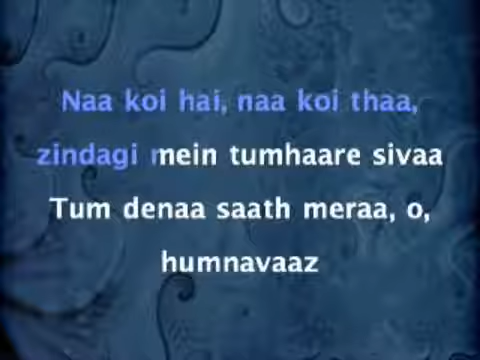 Naa koi hai, naa koi thaa,
zindagi mein tumhaare sivaa
Tum denaa saath meraa, o,
humnavaaz